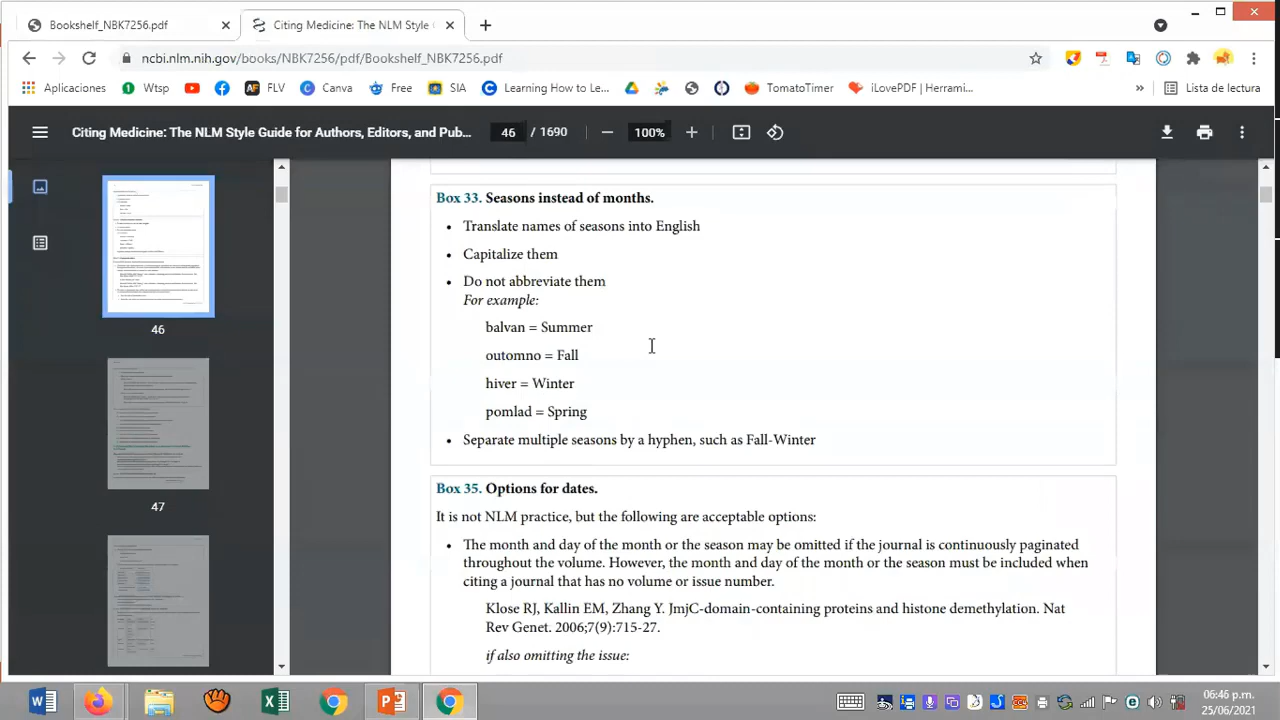 Bookshelf_NBK7256.pdf
Citing Medicine: The NLM Style
ncbi.nlm.nih.gov/books/NBK7256/pdf/Bookshelf_NBK7256.pdf
Aplicaciones Wtsp FLV Canva Free SIA Learning How to Le... TomatoTimer iLovePDF | Herrami... » Lista de lectura
Citing Medicine: The NLM Style Guide for Authors, Editors, and Pub... 46 / 1690 100%
46
47
Box 33. Seasons instead of months.
• Translate names of seasons into English
• Capitalize them
• Do not abbreviate them
For example:
balvan = Summer
outomno = Fall
hiver = Winter
pomlad = Spring
• Separate multiple seasons by a hyphen, such as Fall-Winter
Box 35. Options for dates.
It is not NLM practice, but the following are acceptable options:
• The month and day of the month or the season may be omitted if the journal is continuously paginated
throughout the volume. However, the month and day of the month or the season must be included when
citing a journal that has no volume or issue number.
Klose RJ, Kallin EM, Zhang Y. JmjC-domain-containing proteins and histone demethylation. Nat
Rev Genet. 2006;7(9):715-27.
if also omitting the issue:
06:46 p.m.
25/06/2021